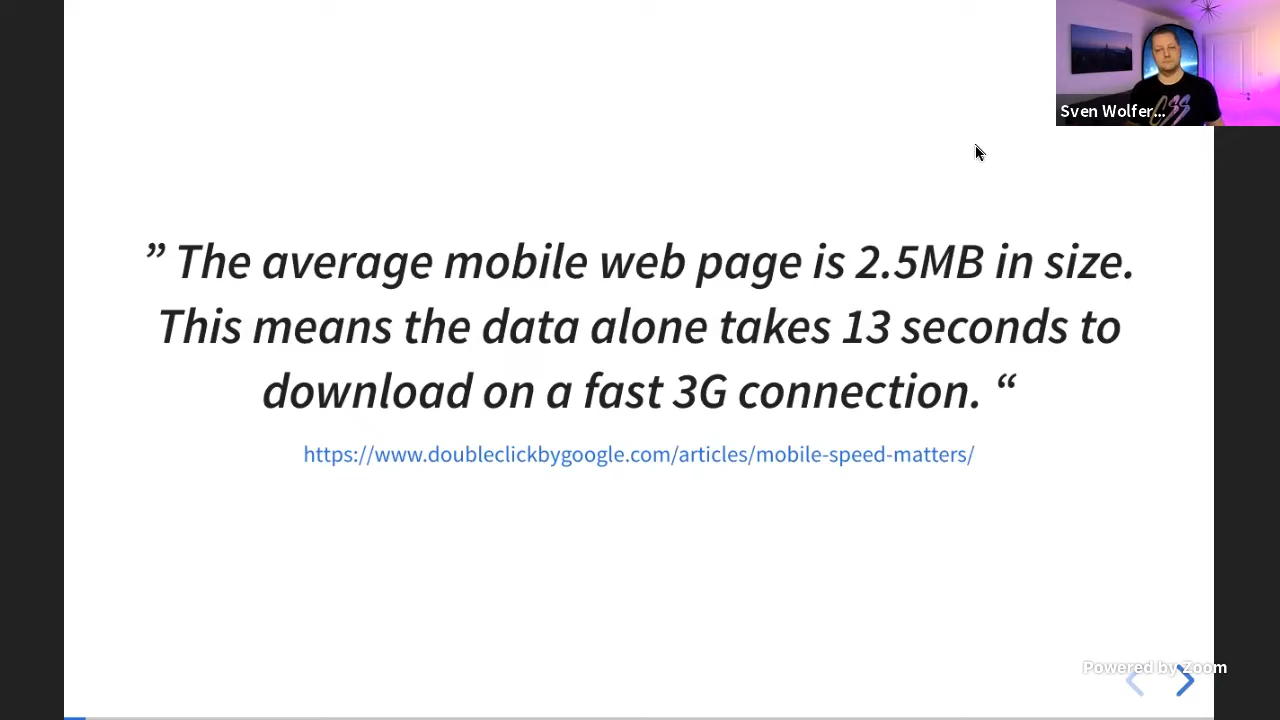 Sven Wolfer...
” The average mobile web page is 2.5MB in size.
This means the data alone takes 13 seconds to
download on a fast 3G connection. “
https://www.doubleclickbygoogle.com/articles/mobile-speed-matters/
Powered by Zoom